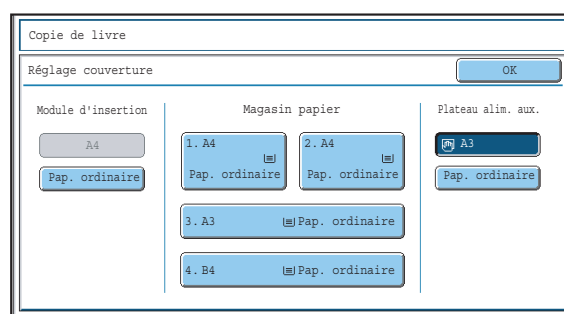 Copie de livre
Réglage couverture
OK
Module d'insertion
A4
Pap. ordinaire
Magasin papier
1. A4
Pap. ordinaire
2. A4
Pap. ordinaire
3. A3 Pap. ordinaire
4. B4 Pap. ordinaire
Plateau alim. aux.
A3
Pap. ordinaire